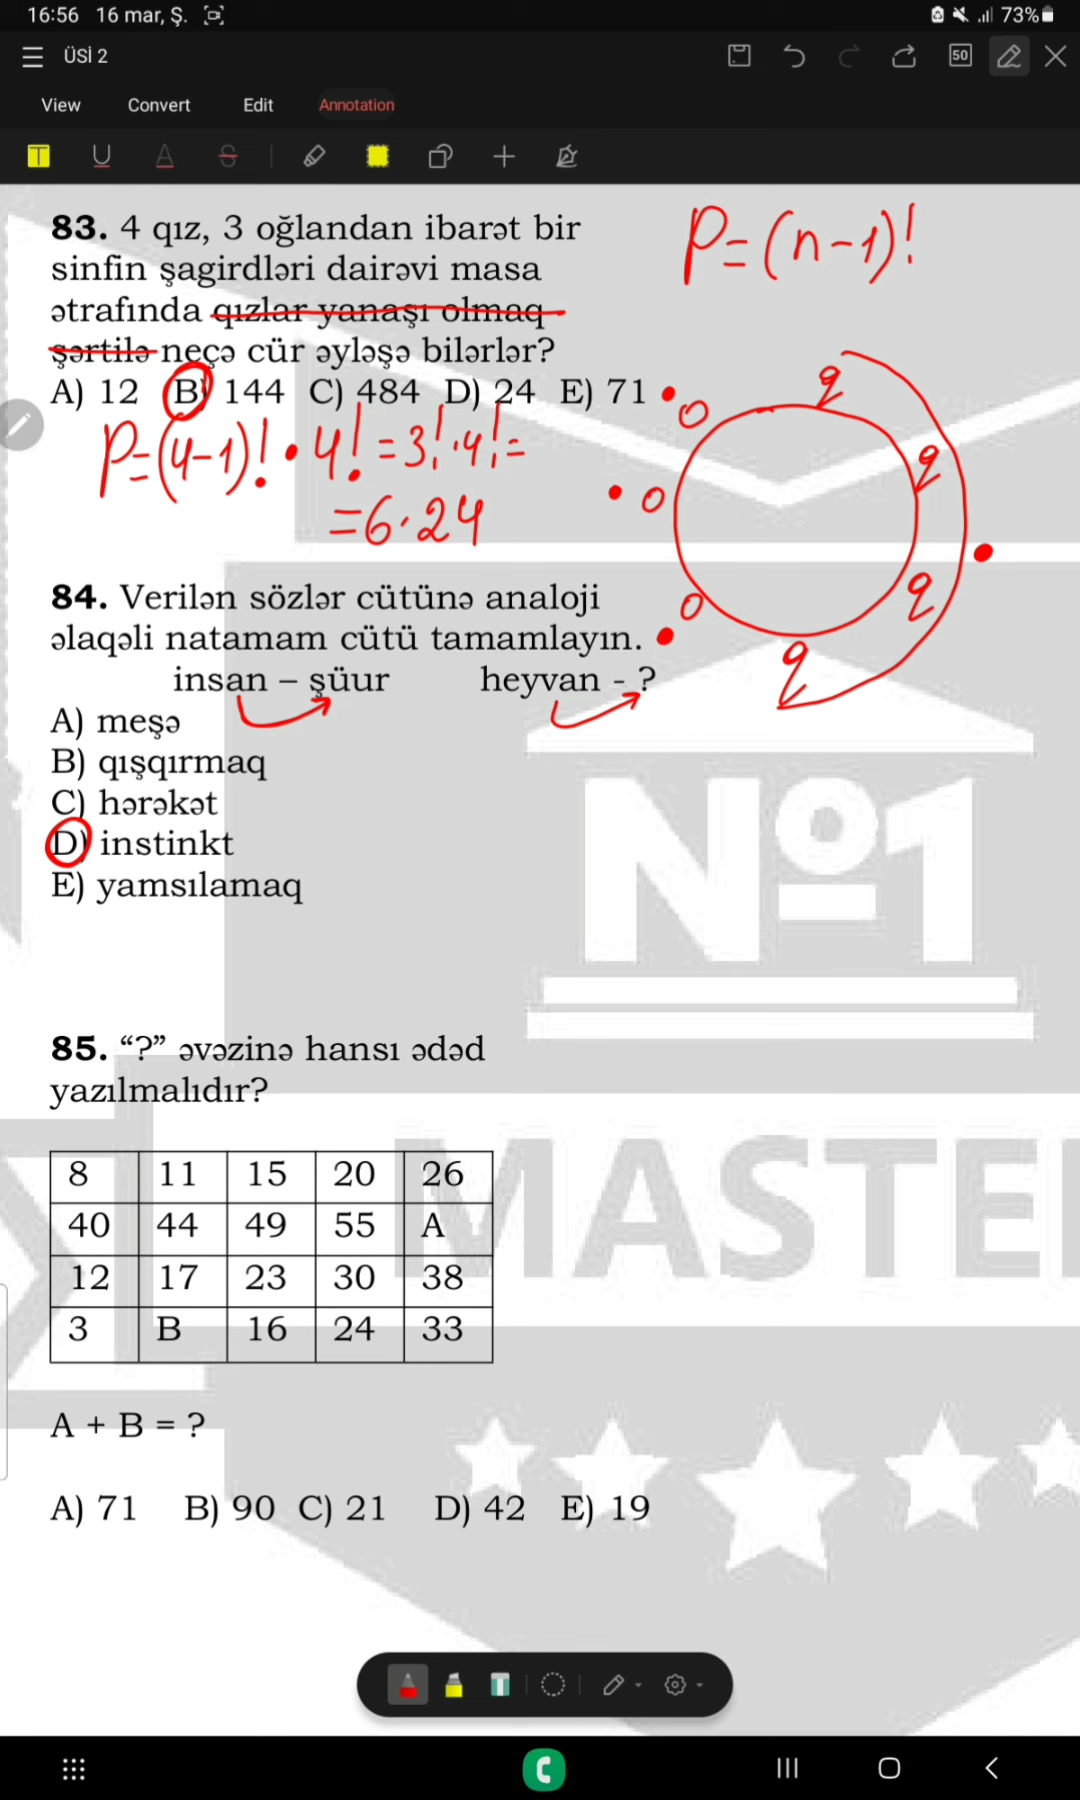 16:56 16 mar, Ş. 73%
ÜSİ 2 50
View Convert Edit Annotation
T U A S
83. 4 qız, 3 oğlandan ibarət bir
sinfin şagirdləri dairəvi masa
ətrafında qızlar yanaşı olmaq
şərtilə neçə cür əyləşə bilərlər?
A) 12 B) 144 C) 484 D) 24 E) 71
P=(n-1)!
P=(4-1)! • 4! = 3! · 4! =
=6·24
q
q
q
q
o
o
o
84. Verilən sözlər cütünə analoji
əlaqəli natamam cütü tamamlayın.
insan – şüur heyvan - ?
A) meşə
B) qışqırmaq
C) hərəkət
D) instinkt
E) yamsılamaq
Nº1
85. “?” əvəzinə hansı ədəd
yazılmalıdır?
MASTE
8 11 15 20 26
40 44 49 55 A
12 17 23 30 38
3 B 16 24 33
A + B = ?
A) 71 B) 90 C) 21 D) 42 E) 19